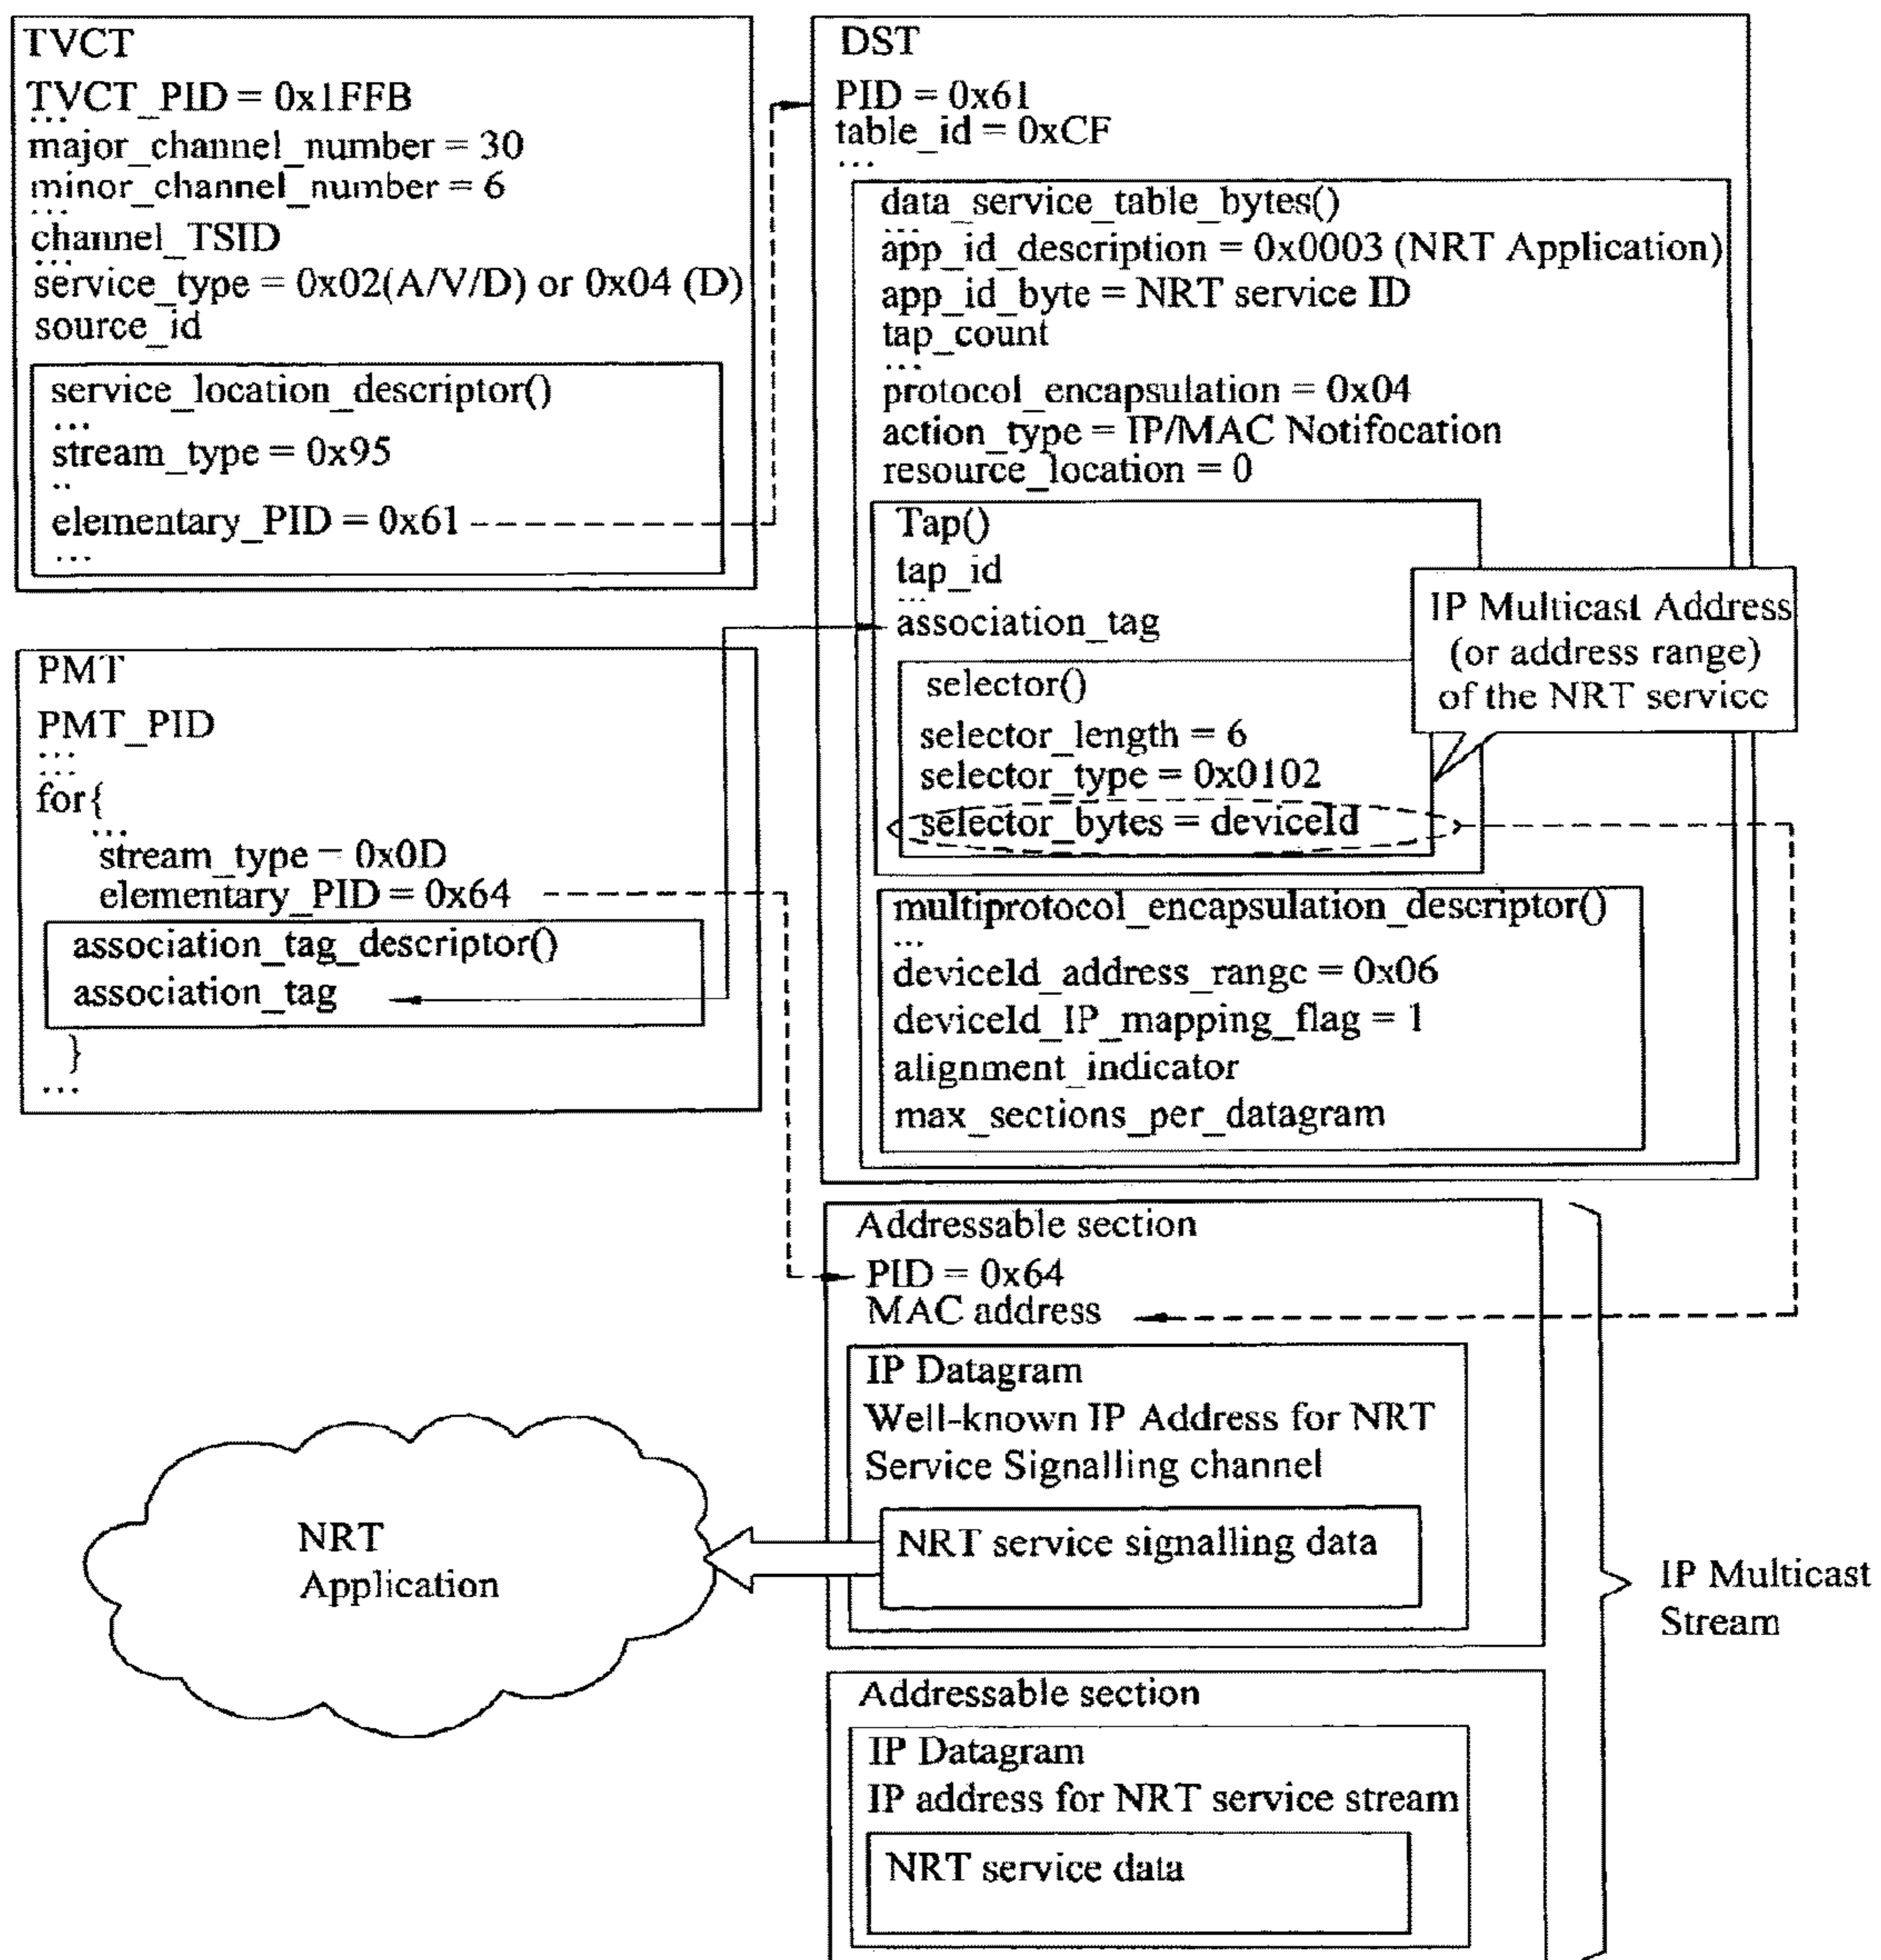 TVCT
TVCT_PID = 0x1FFB
...
major_channel_number = 30
minor_channel_number = 6
...
channel_TSID
...
service_type = 0x02(A/V/D) or 0x04 (D)
source_id
service_location_descriptor()
...
stream_type = 0x95
..
elementary_PID = 0x61
...
PMT
PMT_PID
...
...
for{
...
stream_type = 0x0D
elementary_PID = 0x64
association_tag_descriptor()
association_tag
}
...
DST
PID = 0x61
table_id = 0xCF
...
data_service_table_bytes()
...
app_id_description = 0x0003 (NRT Application)
app_id_byte = NRT service ID
tap_count
...
protocol_encapsulation = 0x04
action_type = IP/MAC Notifocation
resource_location = 0
Tap()
tap_id
...
association_tag
selector()
selector_length = 6
selector_type = 0x0102
selector_bytes = deviceId
IP Multicast Address
(or address range)
of the NRT service
multiprotocol_encapsulation_descriptor()
...
deviceId_address_range = 0x06
deviceId_IP_mapping_flag = 1
alignment_indicator
max_sections_per_datagram
Addressable section
PID = 0x64
MAC address
IP Datagram
Well-known IP Address for NRT
Service Signalling channel
NRT service signalling data
NRT
Application
IP Multicast
Stream
Addressable section
IP Datagram
IP address for NRT service stream
NRT service data